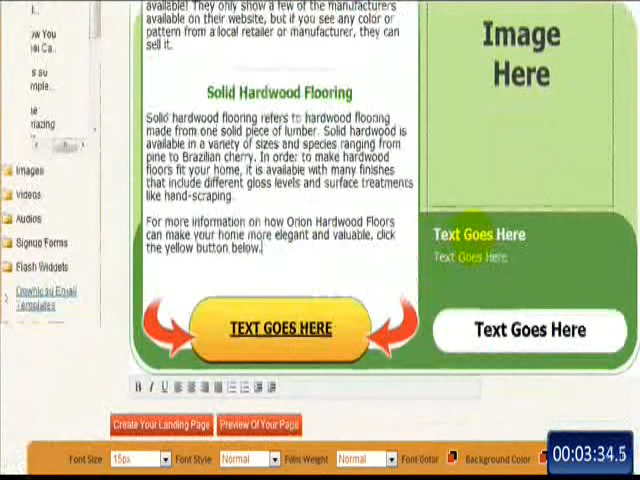 available! They only show a few of the manufacturers
available on their website, but if you see any color or
pattern from a local retailer or manufacturer, they can
sell it.
Solid Hardwood Flooring
Solid hardwood flooring refers to hardwood flooring
made from one solid piece of lumber. Solid hardwood is
available in a variety of sizes and species ranging from
pine to Brazilian cherry. In order to make hardwood
floors fit your home, it is available with many finishes
that include different gloss levels and surface treatments
like hand-scraping.
For more information on how Orion Hardwood Floors
can make your home more elegant and valuable, click
the yellow button below.
TEXT GOES HERE
Image
Here
Text Goes Here
Text Goes Here
Text Goes Here
Images
Videos
Audios
Signup Forms
Flash Widgets
Email
Templates
B I U
Create Your Landing Page
Preview Of Your Page
Font Size
15px
Font Style
Normal
Font Weight
Normal
Font Color
Background Color
00:03:34.5